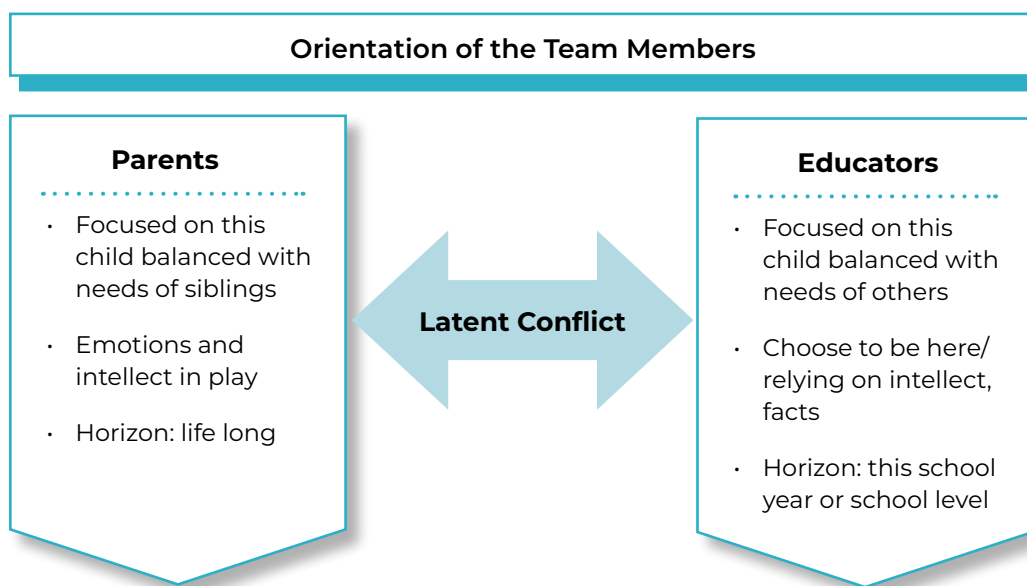 Orientation of the Team Members
Parents
• Focused on this
child balanced with
needs of siblings
• Emotions and
intellect in play
• Horizon: life long
Latent Conflict
Educators
• Focused on this
child balanced with
needs of others
• Choose to be here/
relying on intellect,
facts
• Horizon: this school
year or school level